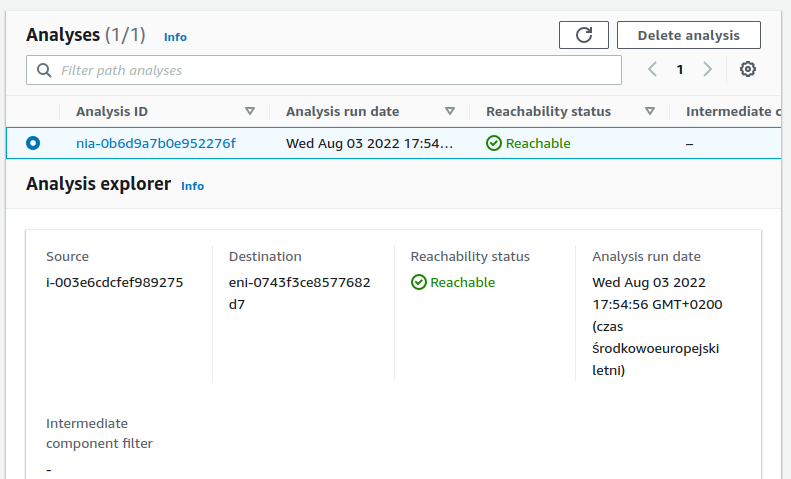 Analyses (1/1) Info
Delete analysis
Filter path analyses
1
Analysis ID Analysis run date Reachability status Intermediate c
nia-0b6d9a7b0e952276f Wed Aug 03 2022 17:54... Reachable –
Analysis explorer Info
Source
i-003e6cdcfef989275
Destination
eni-0743f3ce8577682
d7
Reachability status
Reachable
Analysis run date
Wed Aug 03 2022
17:54:56 GMT+0200
(czas
środkowoeuropejski
letni)
Intermediate
component filter
-